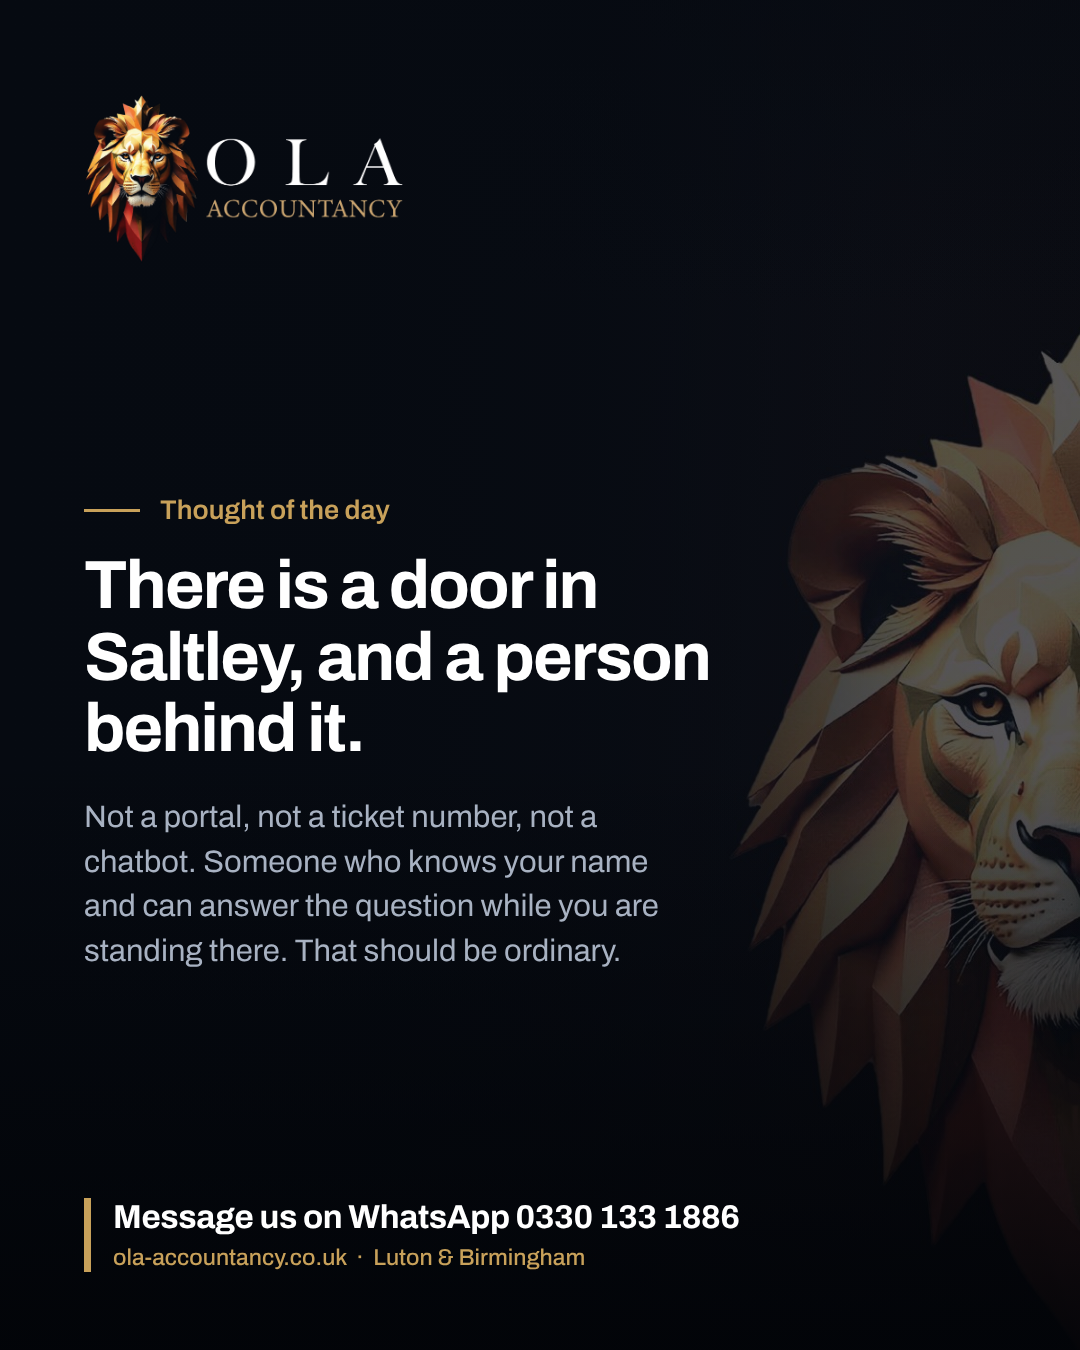 OLA
ACCOUNTANCY
Thought of the day
There is a door in
Saltley, and a person
behind it.
Not a portal, not a ticket number, not a
chatbot. Someone who knows your name
and can answer the question while you are
standing there. That should be ordinary.
Message us on WhatsApp 0330 133 1886
ola-accountancy.co.uk · Luton & Birmingham